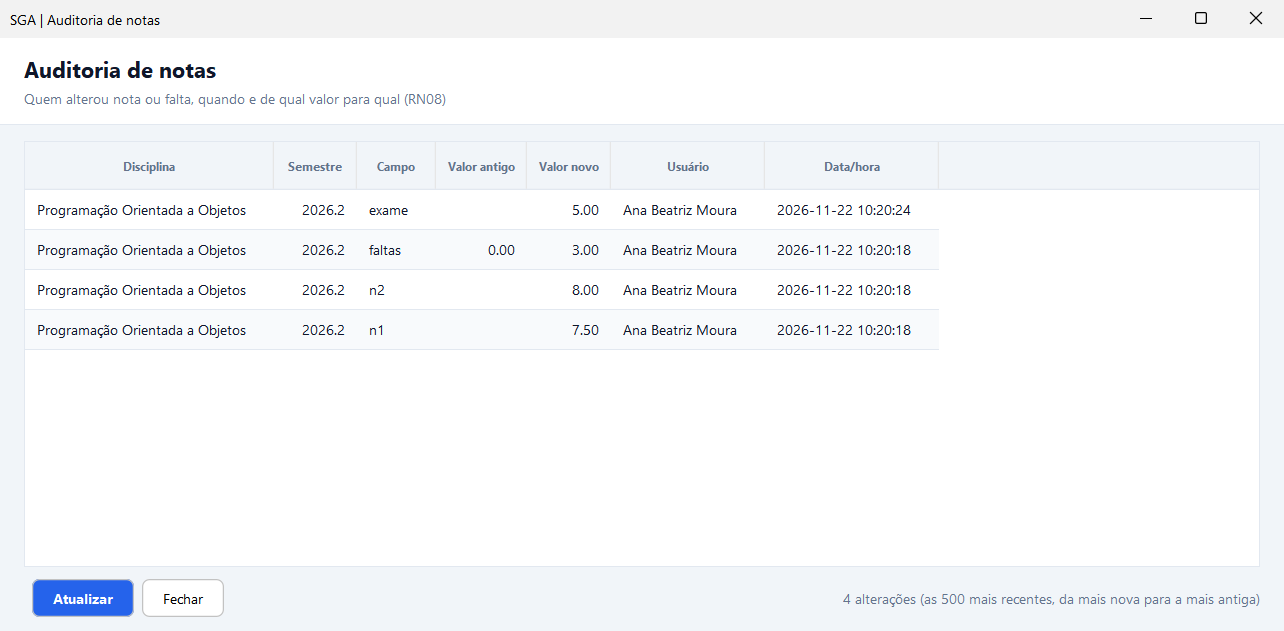 SGA | Auditoria de notas
Auditoria de notas
Quem alterou nota ou falta, quando e de qual valor para qual (RN08)
Disciplina Semestre Campo Valor antigo Valor novo Usuário Data/hora
Programação Orientada a Objetos 2026.2 exame 5.00 Ana Beatriz Moura 2026-11-22 10:20:24
Programação Orientada a Objetos 2026.2 faltas 0.00 3.00 Ana Beatriz Moura 2026-11-22 10:20:18
Programação Orientada a Objetos 2026.2 n2 8.00 Ana Beatriz Moura 2026-11-22 10:20:18
Programação Orientada a Objetos 2026.2 n1 7.50 Ana Beatriz Moura 2026-11-22 10:20:18
Atualizar Fechar 4 alterações (as 500 mais recentes, da mais nova para a mais antiga)